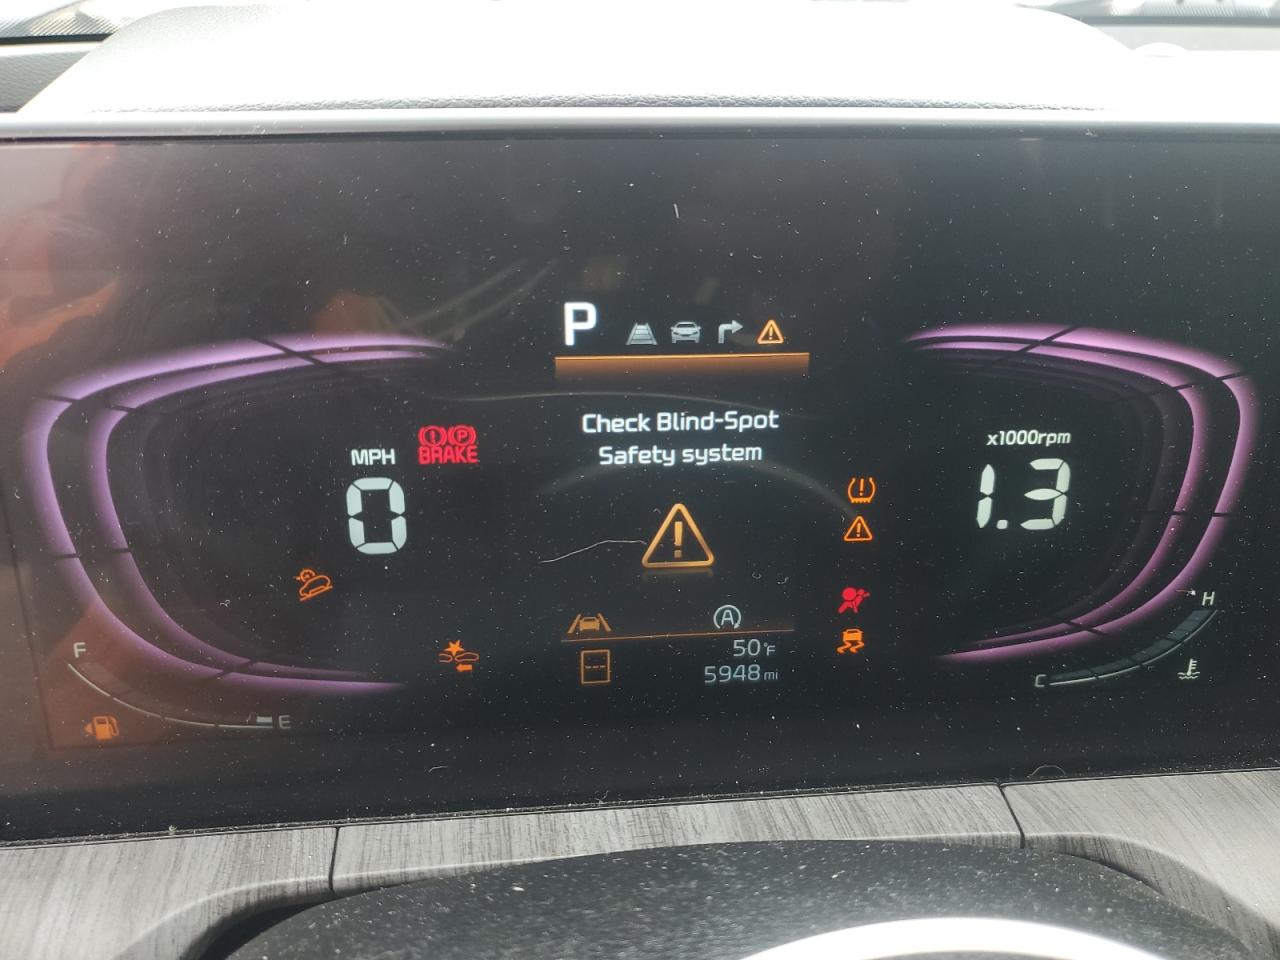 P
Check Blind-Spot
Safety system
BRAKE
MPH
0
x1000rpm
1.3
A
50°F
5948 mi
F
E
H
C